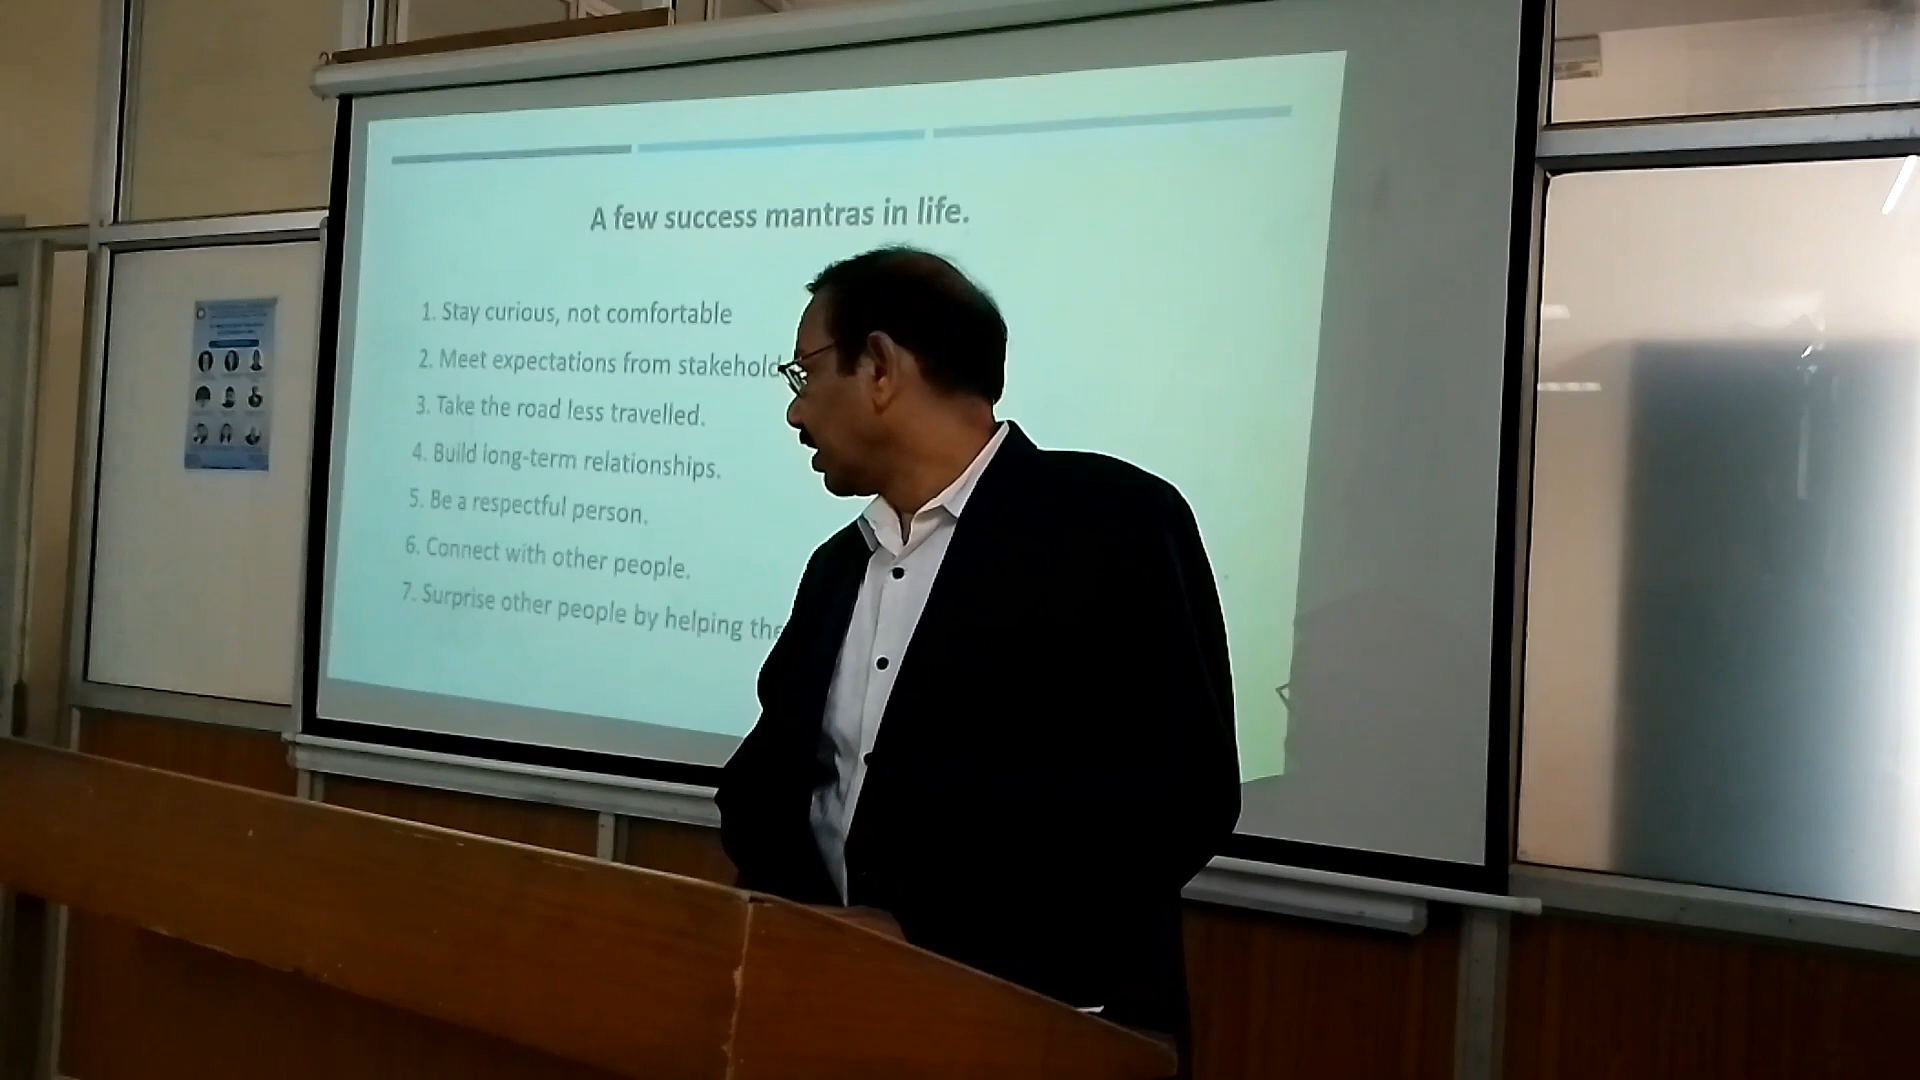 A few success mantras in life.
1. Stay curious, not comfortable
2. Meet expectations from stakehold
3. Take the road less travelled.
4. Build long-term relationships.
5. Be a respectful person.
6. Connect with other people.
7. Surprise other people by helping the